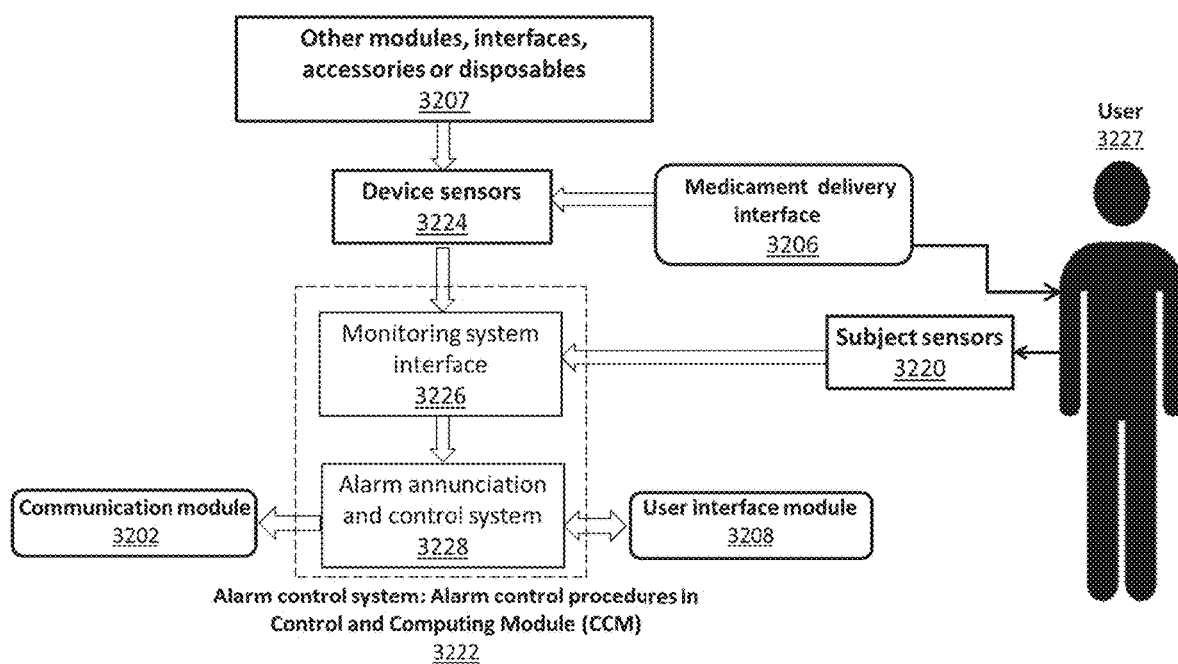 Other modules, interfaces,
accessories or disposables
3207
User
3227
Device sensors
3224
Medicament delivery
interface
3206
Monitoring system
interface
3226
Subject sensors
3220
Alarm annunciation
and control system
3228
Communication module
3202
User interface module
3208
Alarm control system: Alarm control procedures in
Control and Computing Module (CCM)
3222